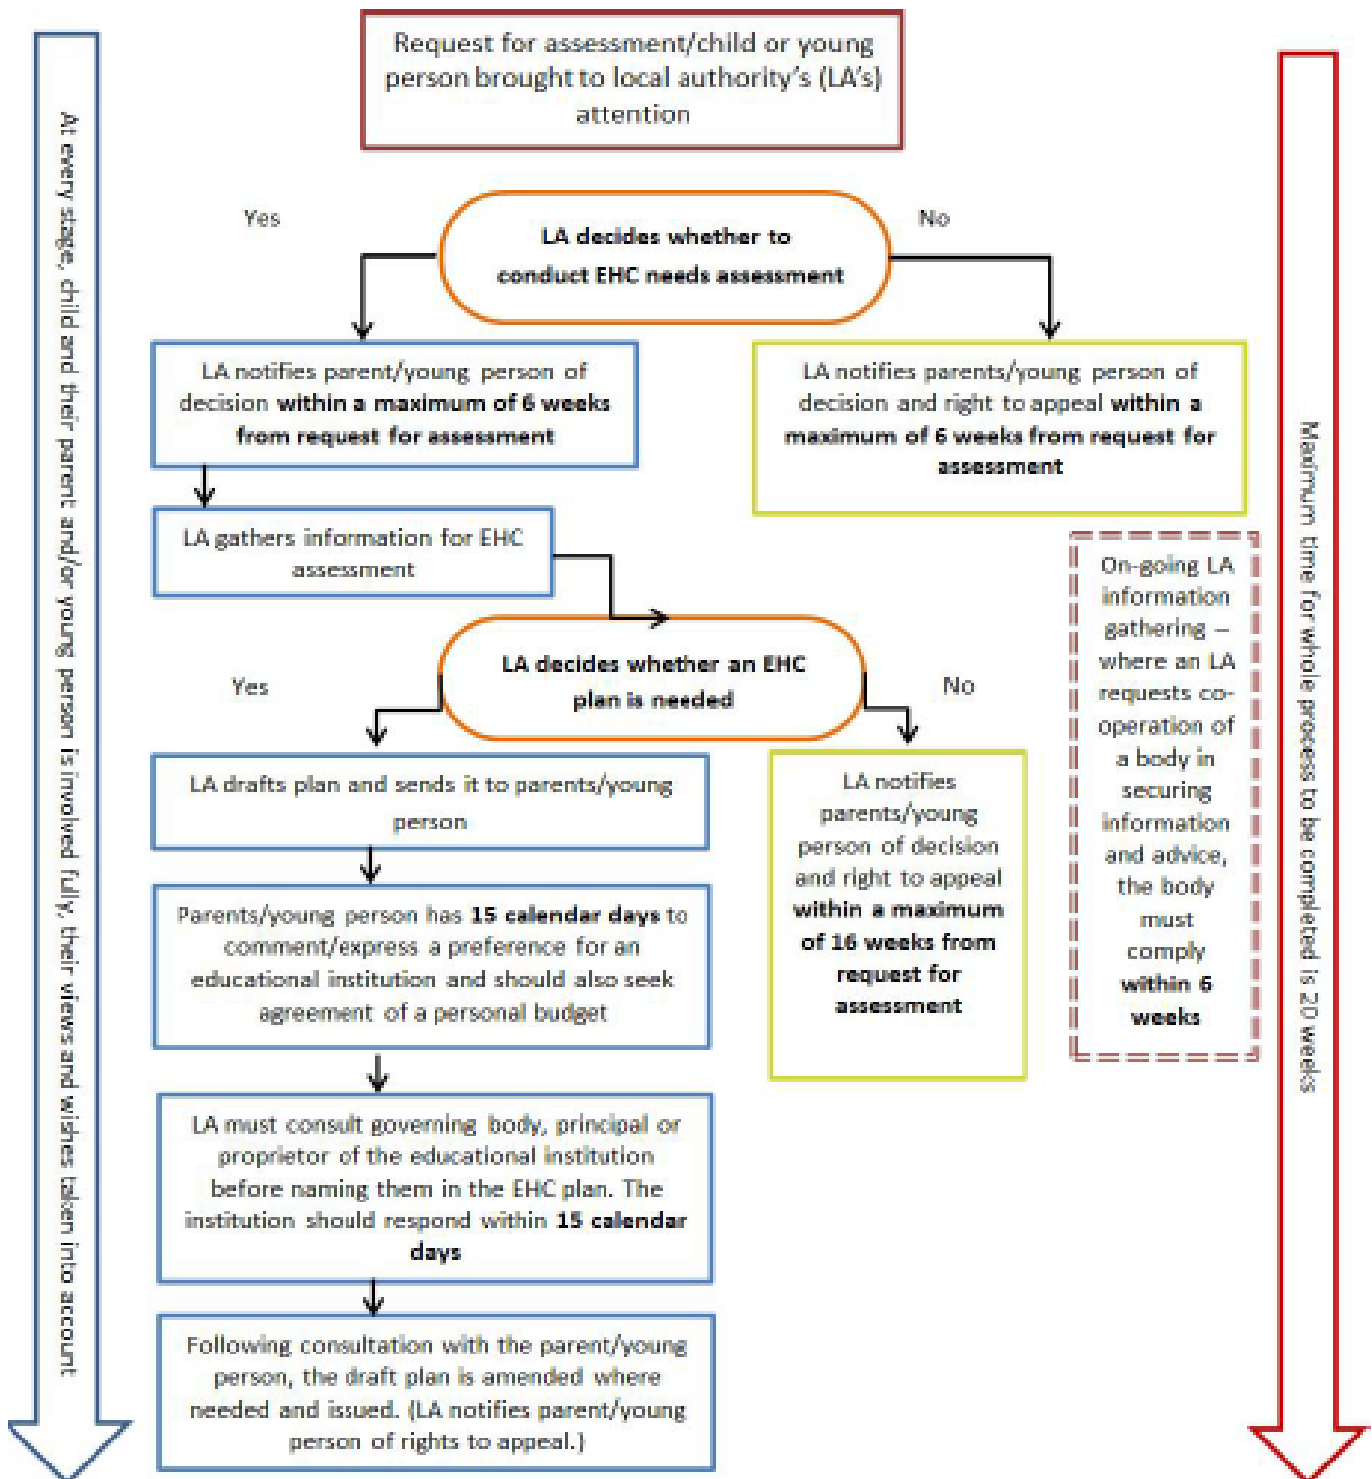 Request for assessment/child or young
person brought to local authority's (LA's)
attention
Yes
No
LA decides whether to
conduct EHC needs assessment
LA notifies parent/young person of
decision within a maximum of 6 weeks
from request for assessment
LA notifies parents/young person of
decision and right to appeal within a
maximum of 6 weeks from request for
assessment
LA gathers information for EHC
assessment
LA decides whether an EHC
plan is needed
Yes
No
LA drafts plan and sends it to parents/young
person
LA notifies
parents/young
person of decision
and right to appeal
within a maximum
of 16 weeks from
request for
assessment
On-going LA
information
gathering –
where an LA
requests co-
operation of
a body in
securing
information
and advice,
the body
must
comply
within 6
weeks
Parents/young person has 15 calendar days to
comment/express a preference for an
educational institution and should also seek
agreement of a personal budget
LA must consult governing body, principal or
proprietor of the educational institution
before naming them in the EHC plan. The
institution should respond within 15 calendar
days
Following consultation with the parent/young
person, the draft plan is amended where
needed and issued. (LA notifies parent/young
person of rights to appeal.)
At every stage, child and their parent and/or young person is involved fully, their views and wishes taken into account
Maximum time for whole process to be completed is 20 weeks